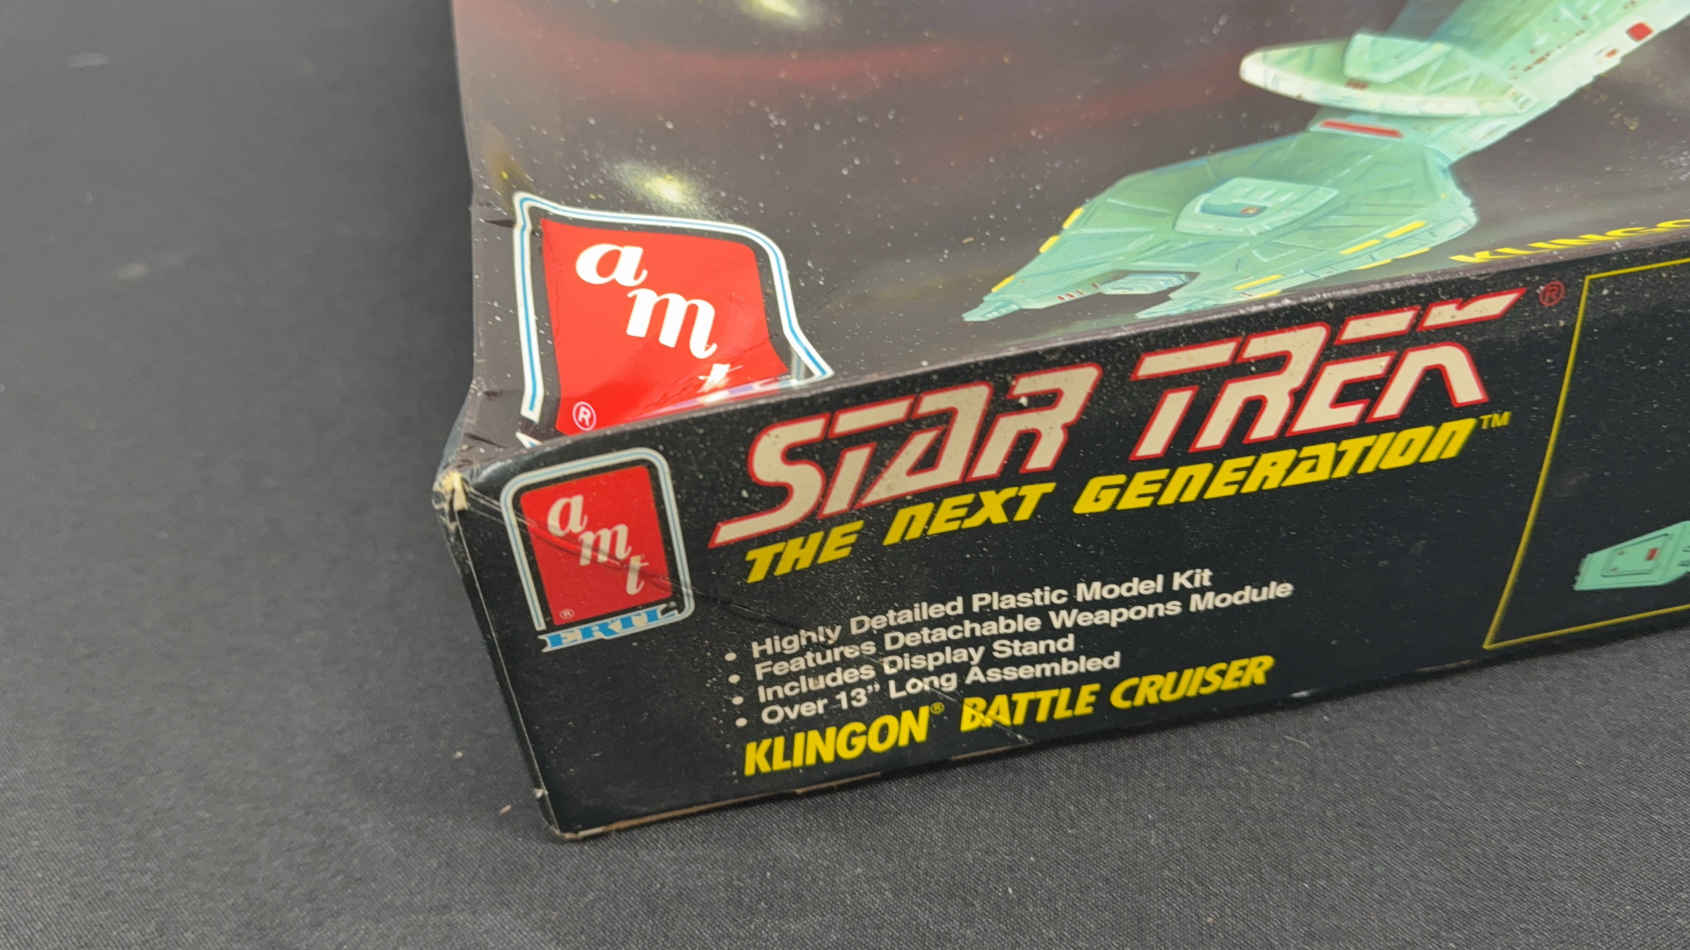 amt
®
KLINGO
STAR TREK®
THE NEXT GENERATION™
amt
®
ERTL
• Highly Detailed Plastic Model Kit
• Features Detachable Weapons Module
• Includes Display Stand
• Over 13” Long Assembled
KLINGON® BATTLE CRUISER